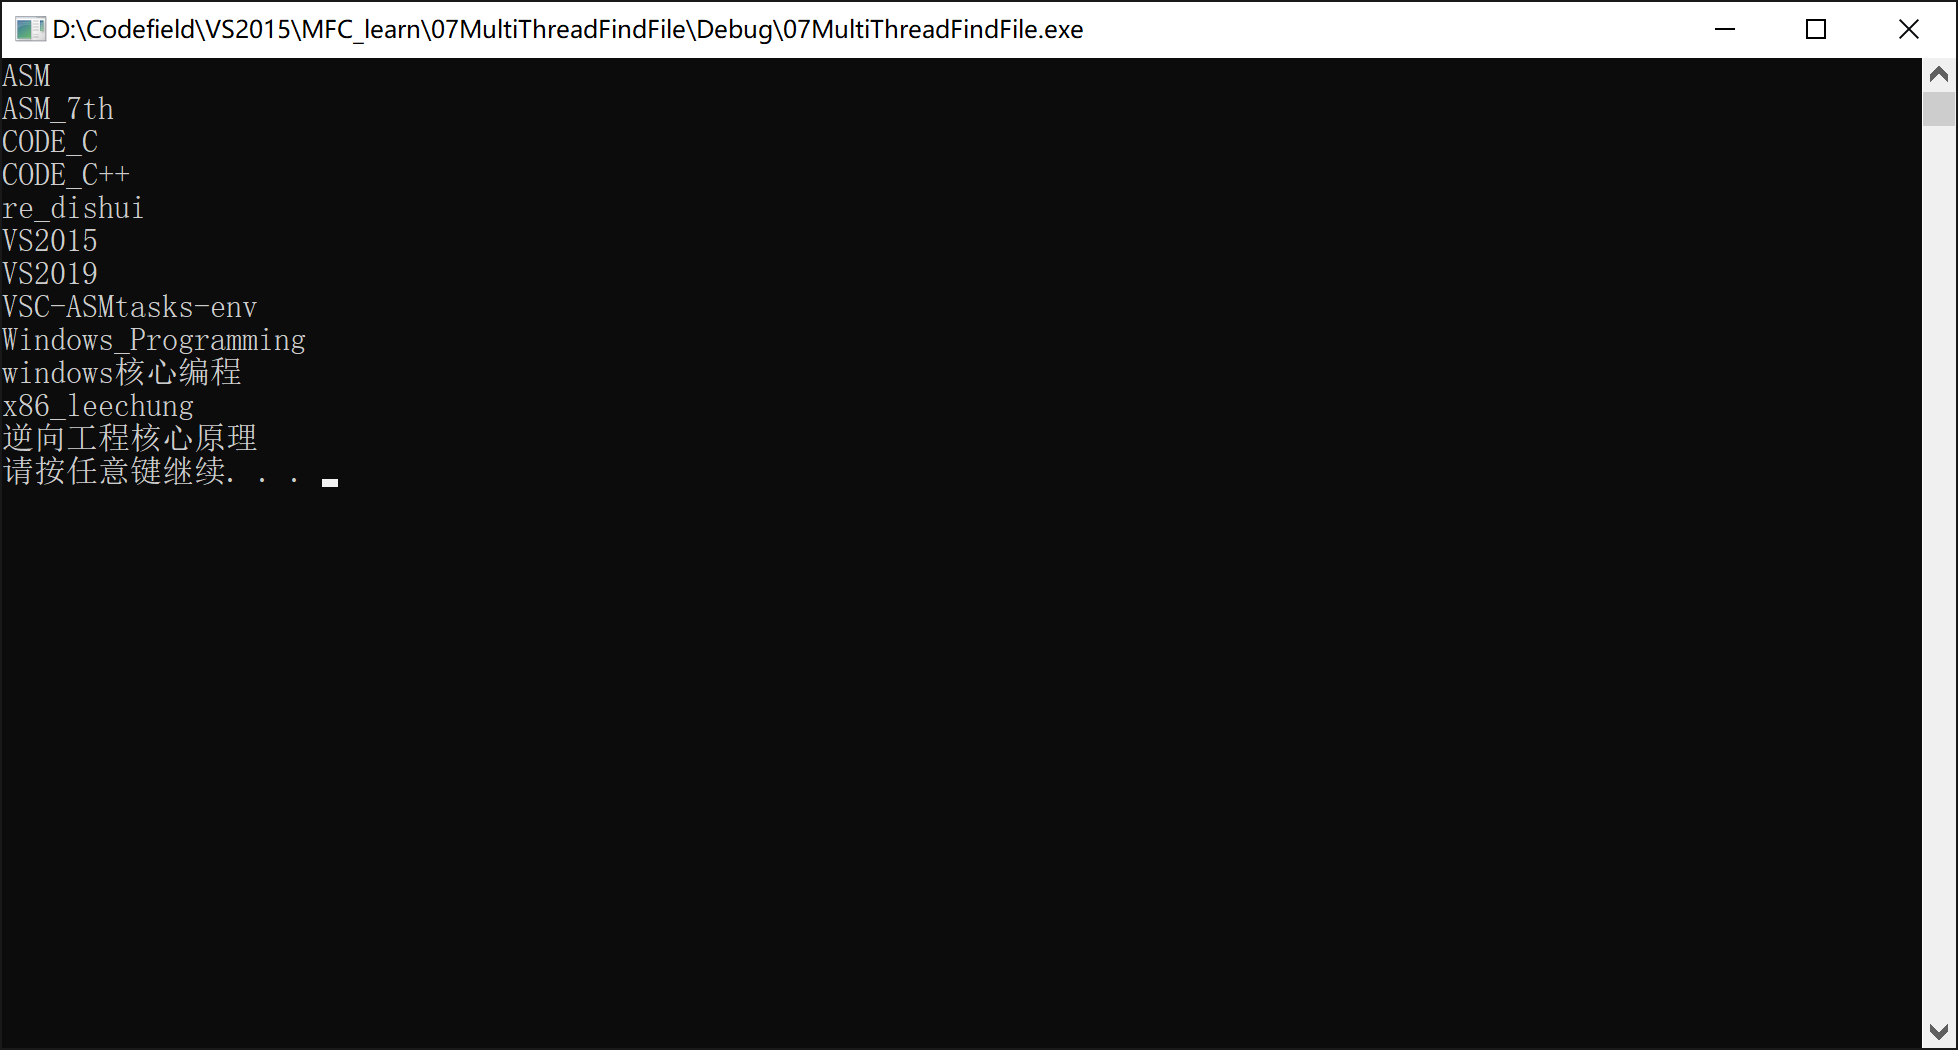 D:\Codefield\VS2015\MFC_learn\07MultiThreadFindFile\Debug\07MultiThreadFindFile.exe
ASM
ASM_7th
CODE_C
CODE_C++
re_dishui
VS2015
VS2019
VSC-ASMtasks-env
Windows_Programming
windows核心编程
x86_leechung
逆向工程核心原理
请按任意键继续. . .